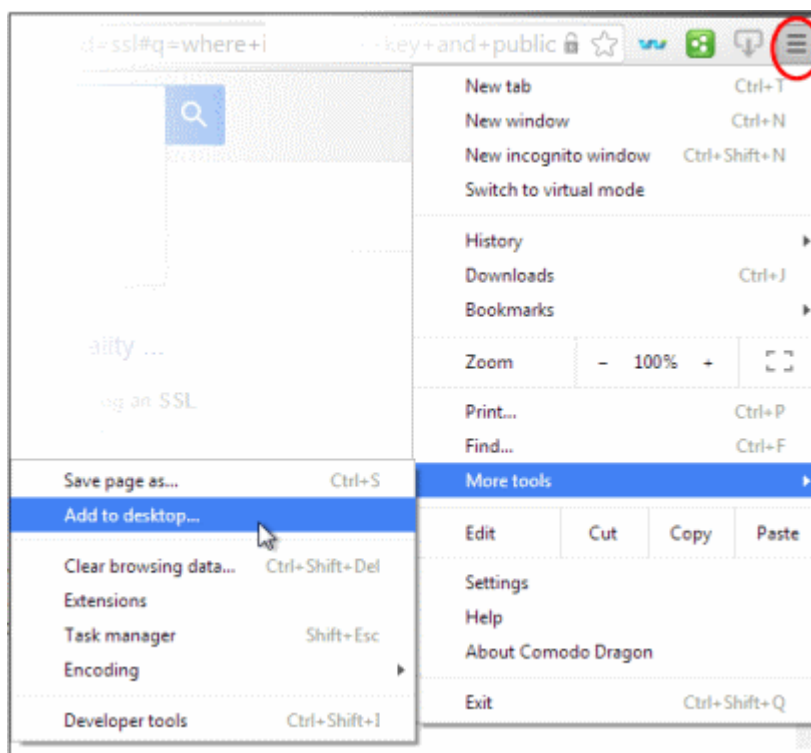 d=ssl#q=where+i key+and+public
New tab Ctrl+T
New window Ctrl+N
New incognito window Ctrl+Shift+N
Switch to virtual mode
History
Downloads Ctrl+J
Bookmarks
Zoom - 100% +
ality ...
Print... Ctrl+P
an SSL
Find... Ctrl+F
More tools
Save page as... Ctrl+S
Add to desktop...
Edit Cut Copy Paste
Clear browsing data... Ctrl+Shift+Del
Extensions
Task manager Shift+Esc
Encoding
Developer tools Ctrl+Shift+I
Settings
Help
About Comodo Dragon
Exit Ctrl+Shift+Q